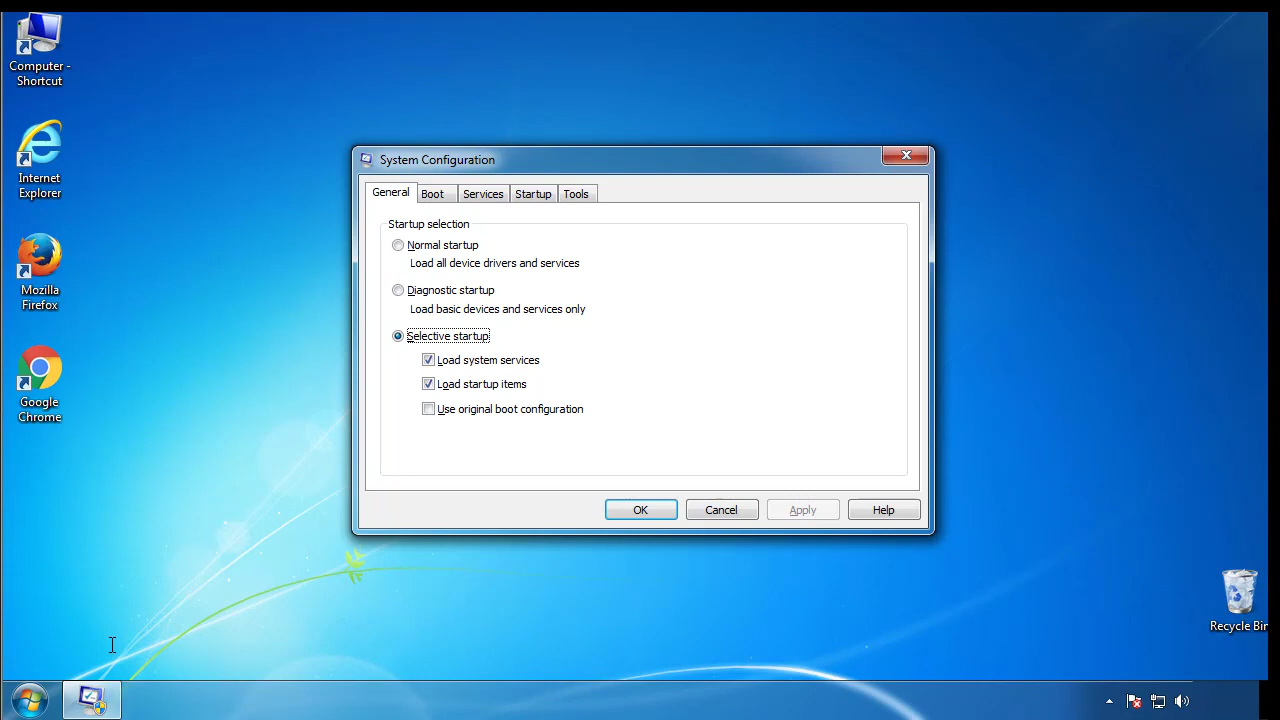 Computer -
Shortcut
Internet
Explorer
Mozilla
Firefox
Google
Chrome
System Configuration
General
Boot
Services
Startup
Tools
Startup selection
Normal startup
Load all device drivers and services
Diagnostic startup
Load basic devices and services only
Selective startup
Load system services
Load startup items
Use original boot configuration
OK
Cancel
Apply
Help
Recycle Bin